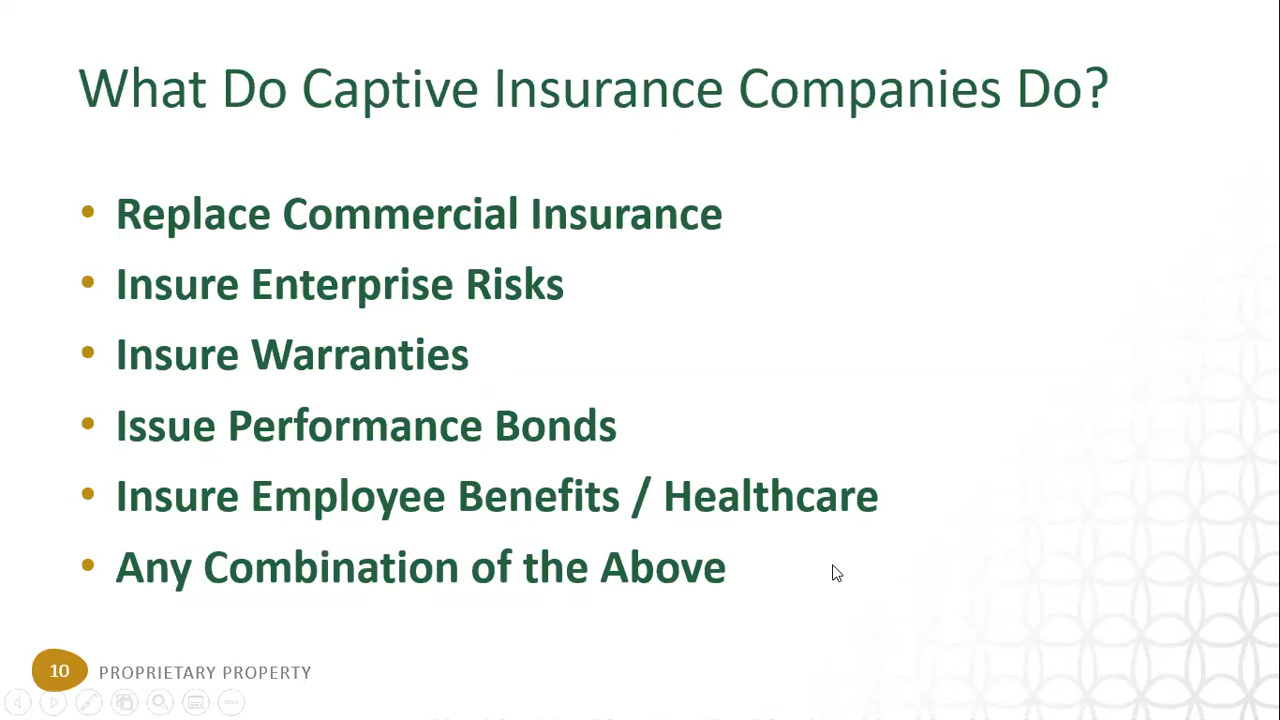 What Do Captive Insurance Companies Do?
• Replace Commercial Insurance
• Insure Enterprise Risks
• Insure Warranties
• Issue Performance Bonds
• Insure Employee Benefits / Healthcare
• Any Combination of the Above
10 PROPRIETARY PROPERTY